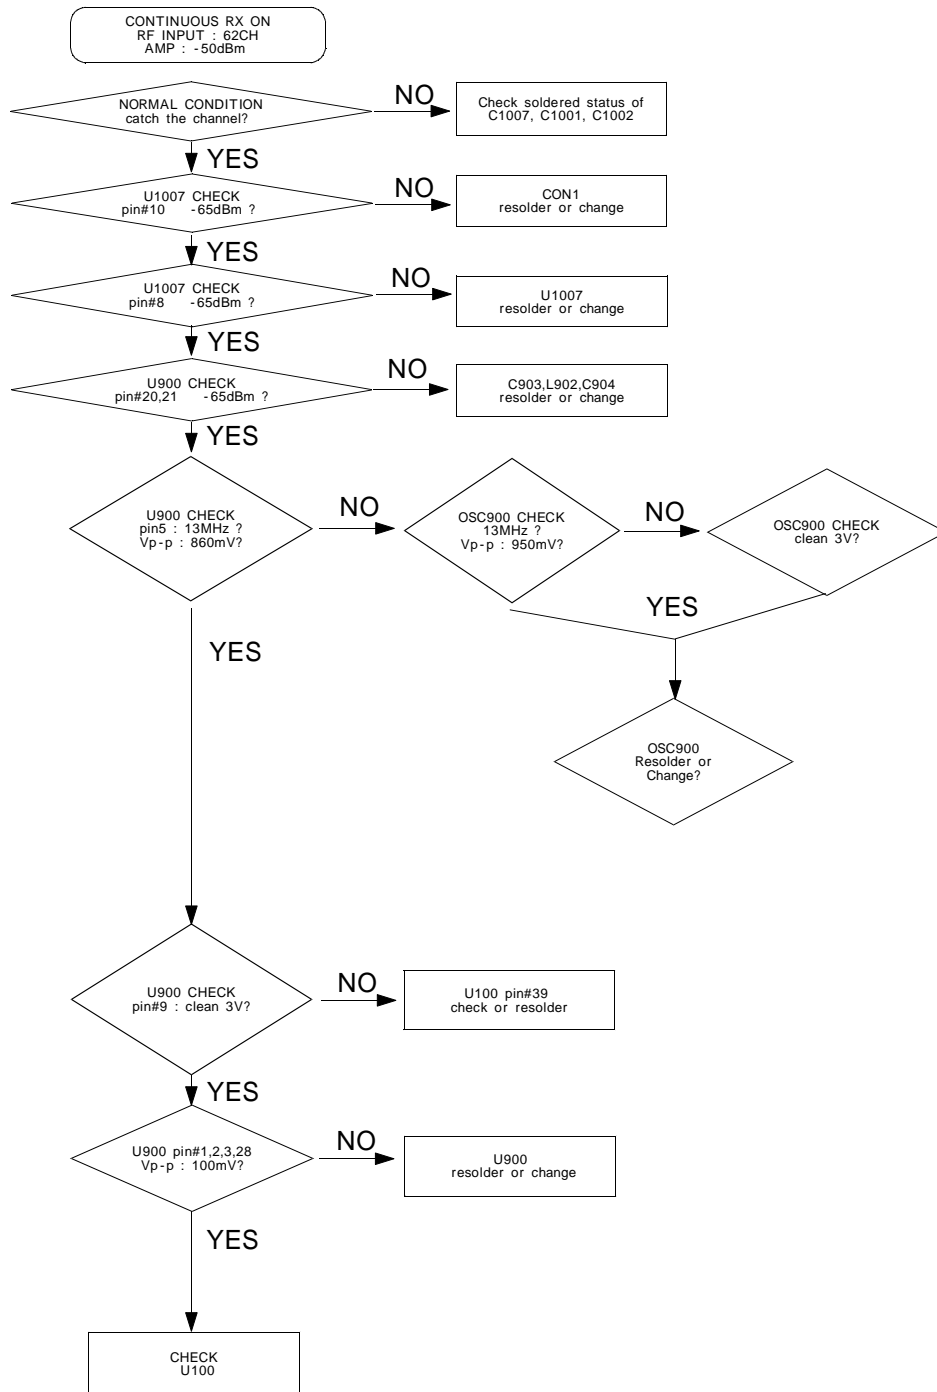 CONTINUOUS RX ON
RF INPUT : 62CH
AMP : -50dBm
NORMAL CONDITION
catch the channel?
NO
Check soldered status of
C1007, C1001, C1002
YES
U1007 CHECK
pin#10 -65dBm ?
NO
CON1
resolder or change
YES
U1007 CHECK
pin#8 -65dBm ?
NO
U1007
resolder or change
YES
U900 CHECK
pin#20,21 -65dBm ?
NO
C903,L902,C904
resolder or change
YES
U900 CHECK
pin5 : 13MHz ?
Vp-p : 860mV?
NO
OSC900 CHECK
13MHz ?
Vp-p : 950mV?
NO
OSC900 CHECK
clean 3V?
YES
YES
OSC900
Resolder or
Change?
U900 CHECK
pin#9 : clean 3V?
NO
U100 pin#39
check or resolder
YES
U900 pin#1,2,3,28
Vp-p : 100mV?
NO
U900
resolder or change
YES
CHECK
U100